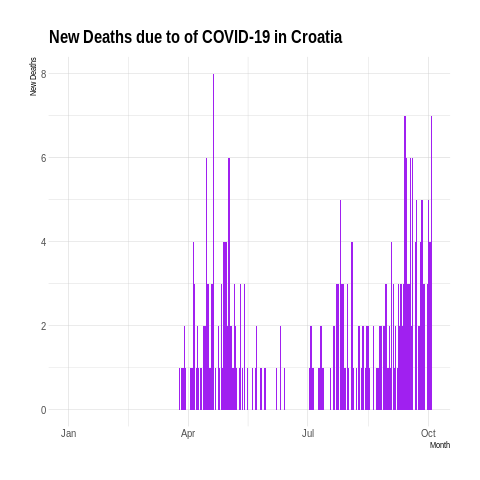 New Deaths due to of COVID-19 in Croatia
New Deaths
8
6
4
2
0
Jan Apr Jul Oct
Month